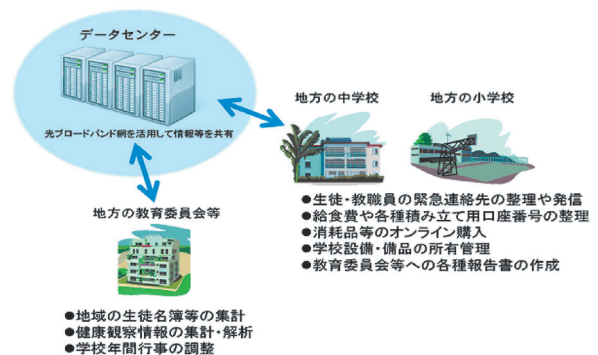 データセンター
光ブロードバンド網を活用して情報等を共有
地方の中学校
地方の小学校
●生徒・教職員の緊急連絡先の整理や発信
●給食費や各種積み立て用口座番号の整理
●消耗品等のオンライン購入
●学校設備・備品の所有管理
●教育委員会等への各種報告書の作成
地方の教育委員会等
●地域の生徒名簿等の集計
●健康観察情報の集計・解析
●学校年間行事の調整